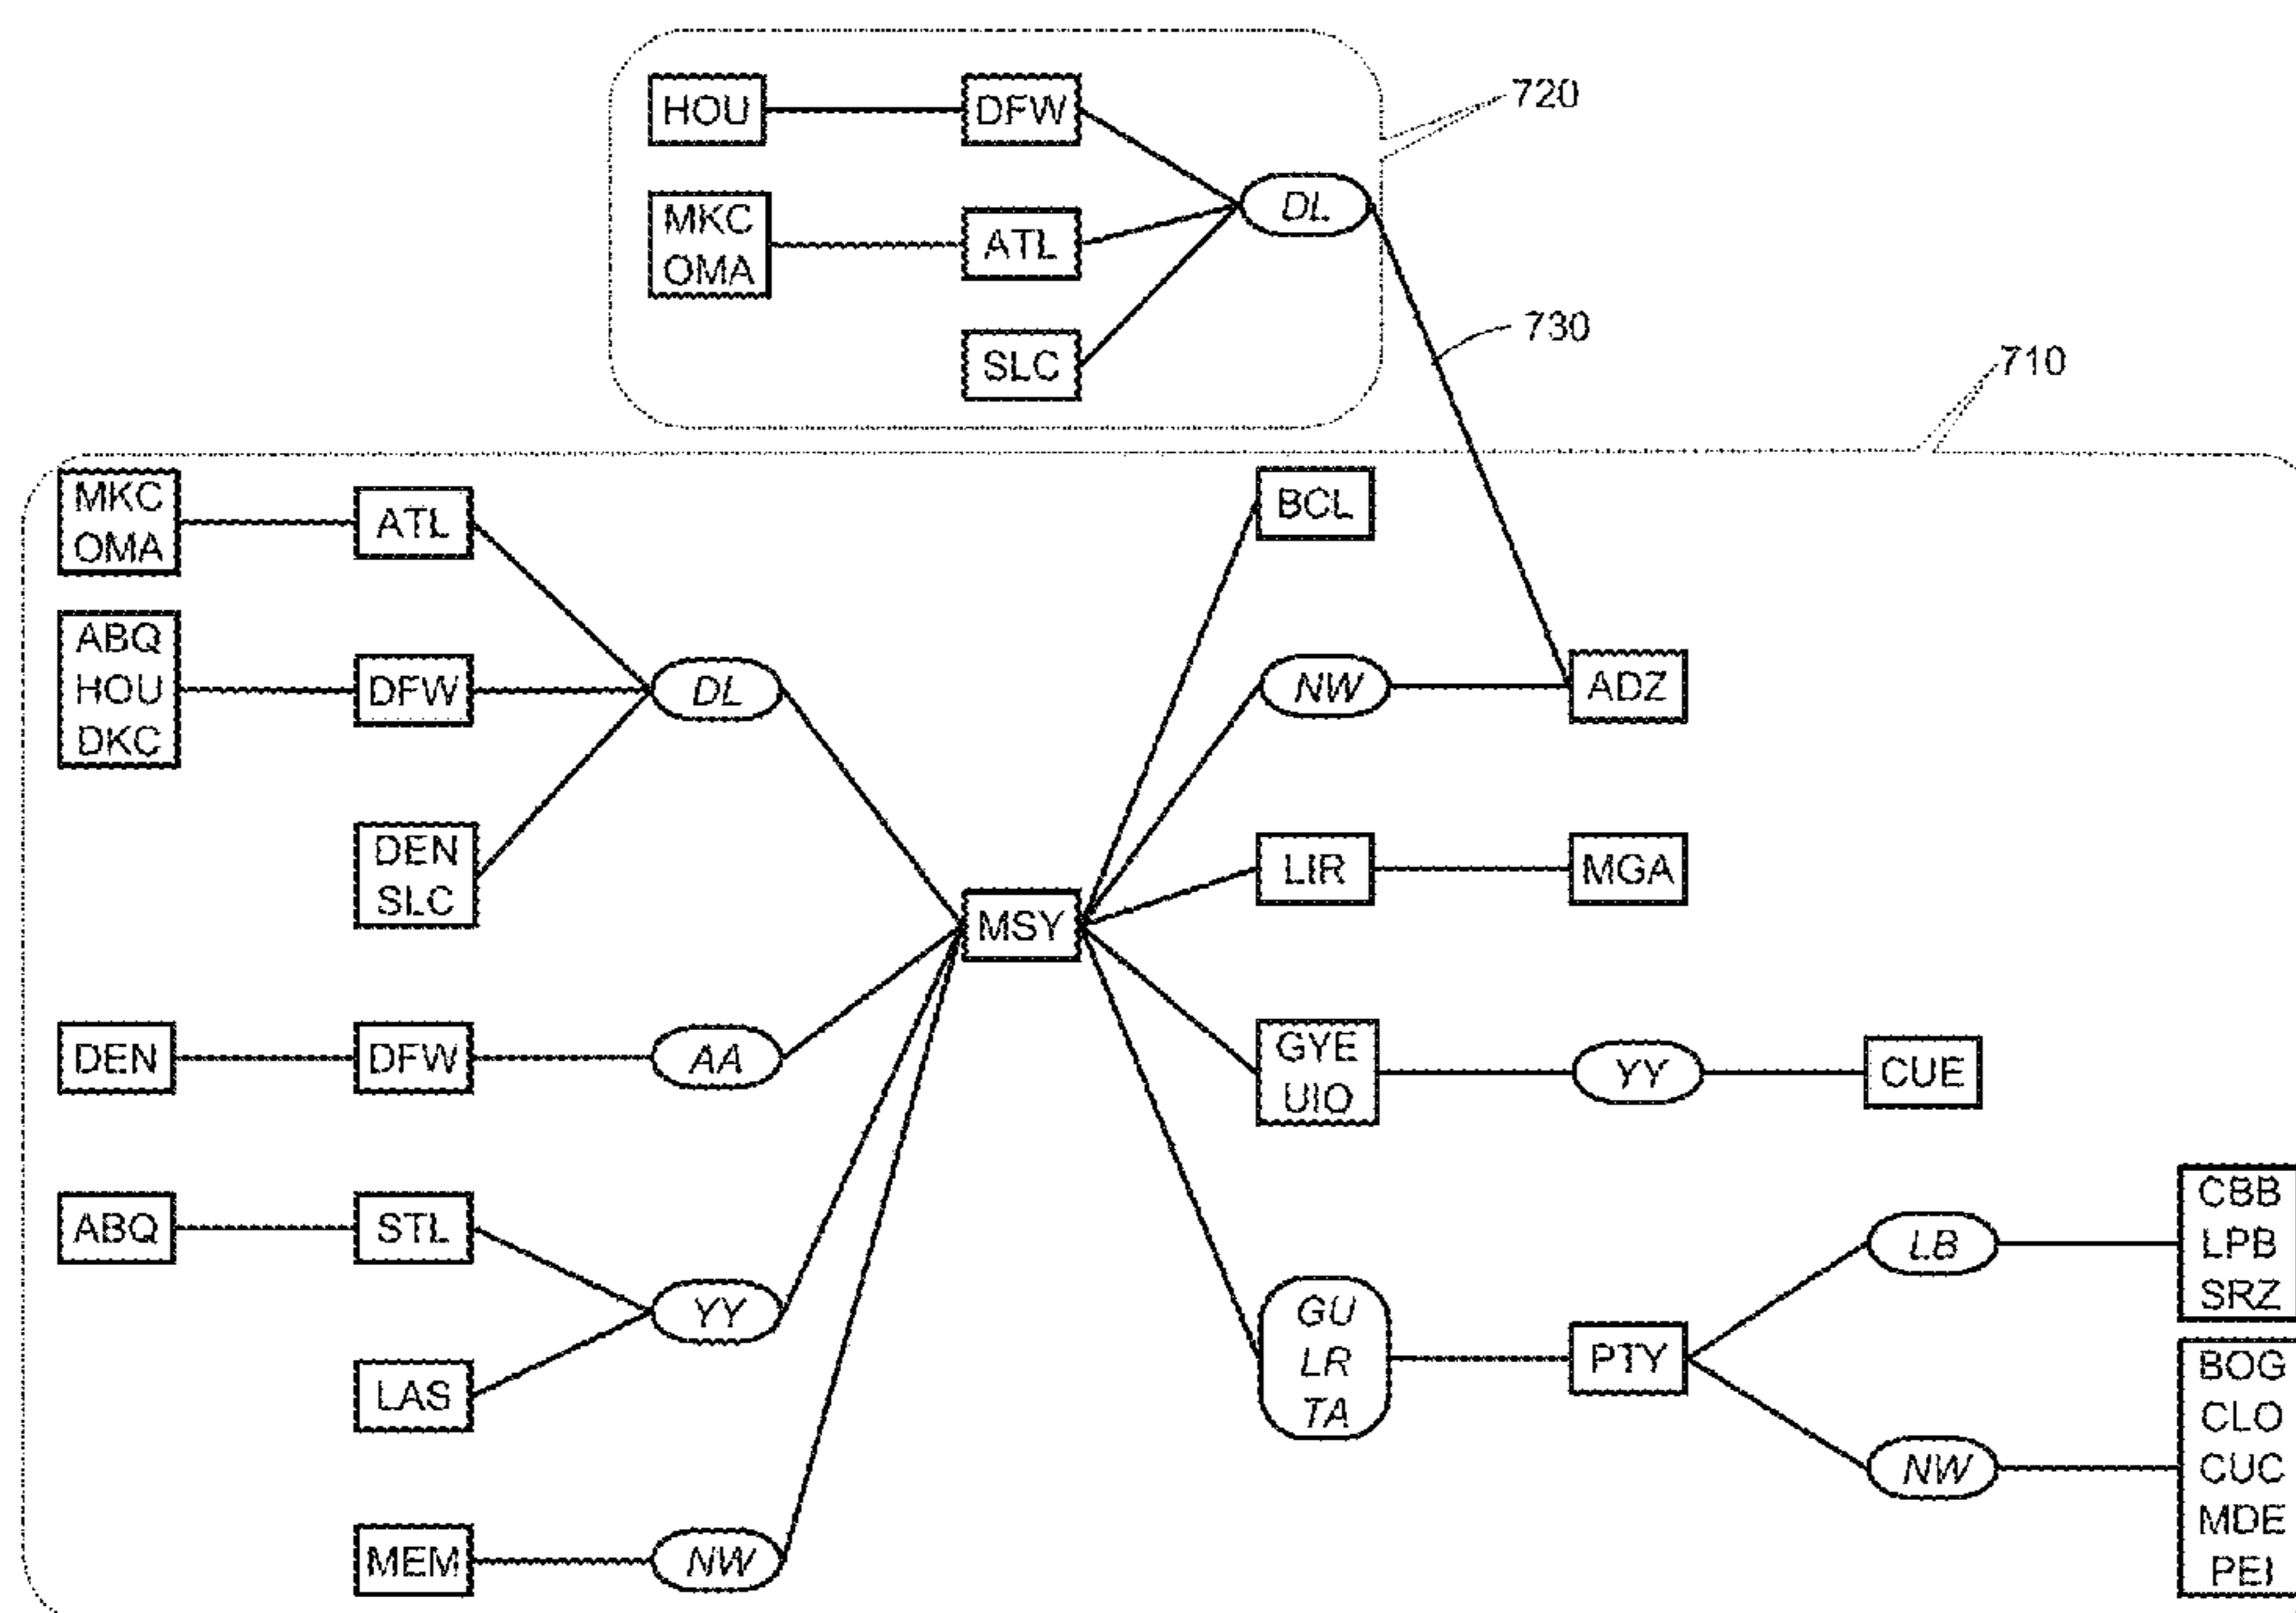 HOU
DFW
720
MKC
OMA
ATL
DL
SLC
730
710
MKC
OMA
ATL
BCL
ABQ
HOU
DKC
DFW
DL
NW
ADZ
DEN
SLC
LIR
MGA
MSY
DEN
DFW
AA
GYE
UIO
YY
CUE
ABQ
STL
YY
LAS
GU
LR
TA
PTY
LB
CBB
LPB
SRZ
NW
BOG
CLO
CUC
MDE
PEI
MEM
NW